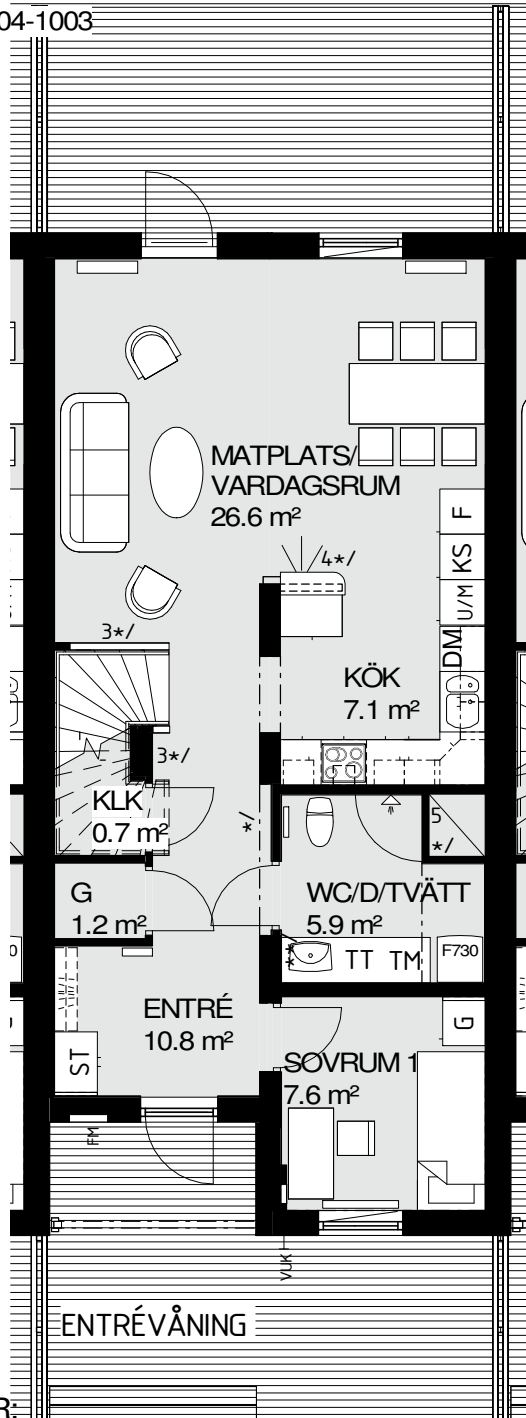 04-1003
MATPLATS/
VARDAGSRUM
26.6 m²
F
KS
U/M
4*/
DM
3*/
KÖK
7.1 m²
3*/
KLK
0.7 m²
*/
5
*/
G
1.2 m²
WC/D/TVÄTT
5.9 m²
TT TM
F730
ENTRÉ
10.8 m²
G
ST
SOVRUM 1
7.6 m²
FM
VUK
ENTRÉVÅNING
R: